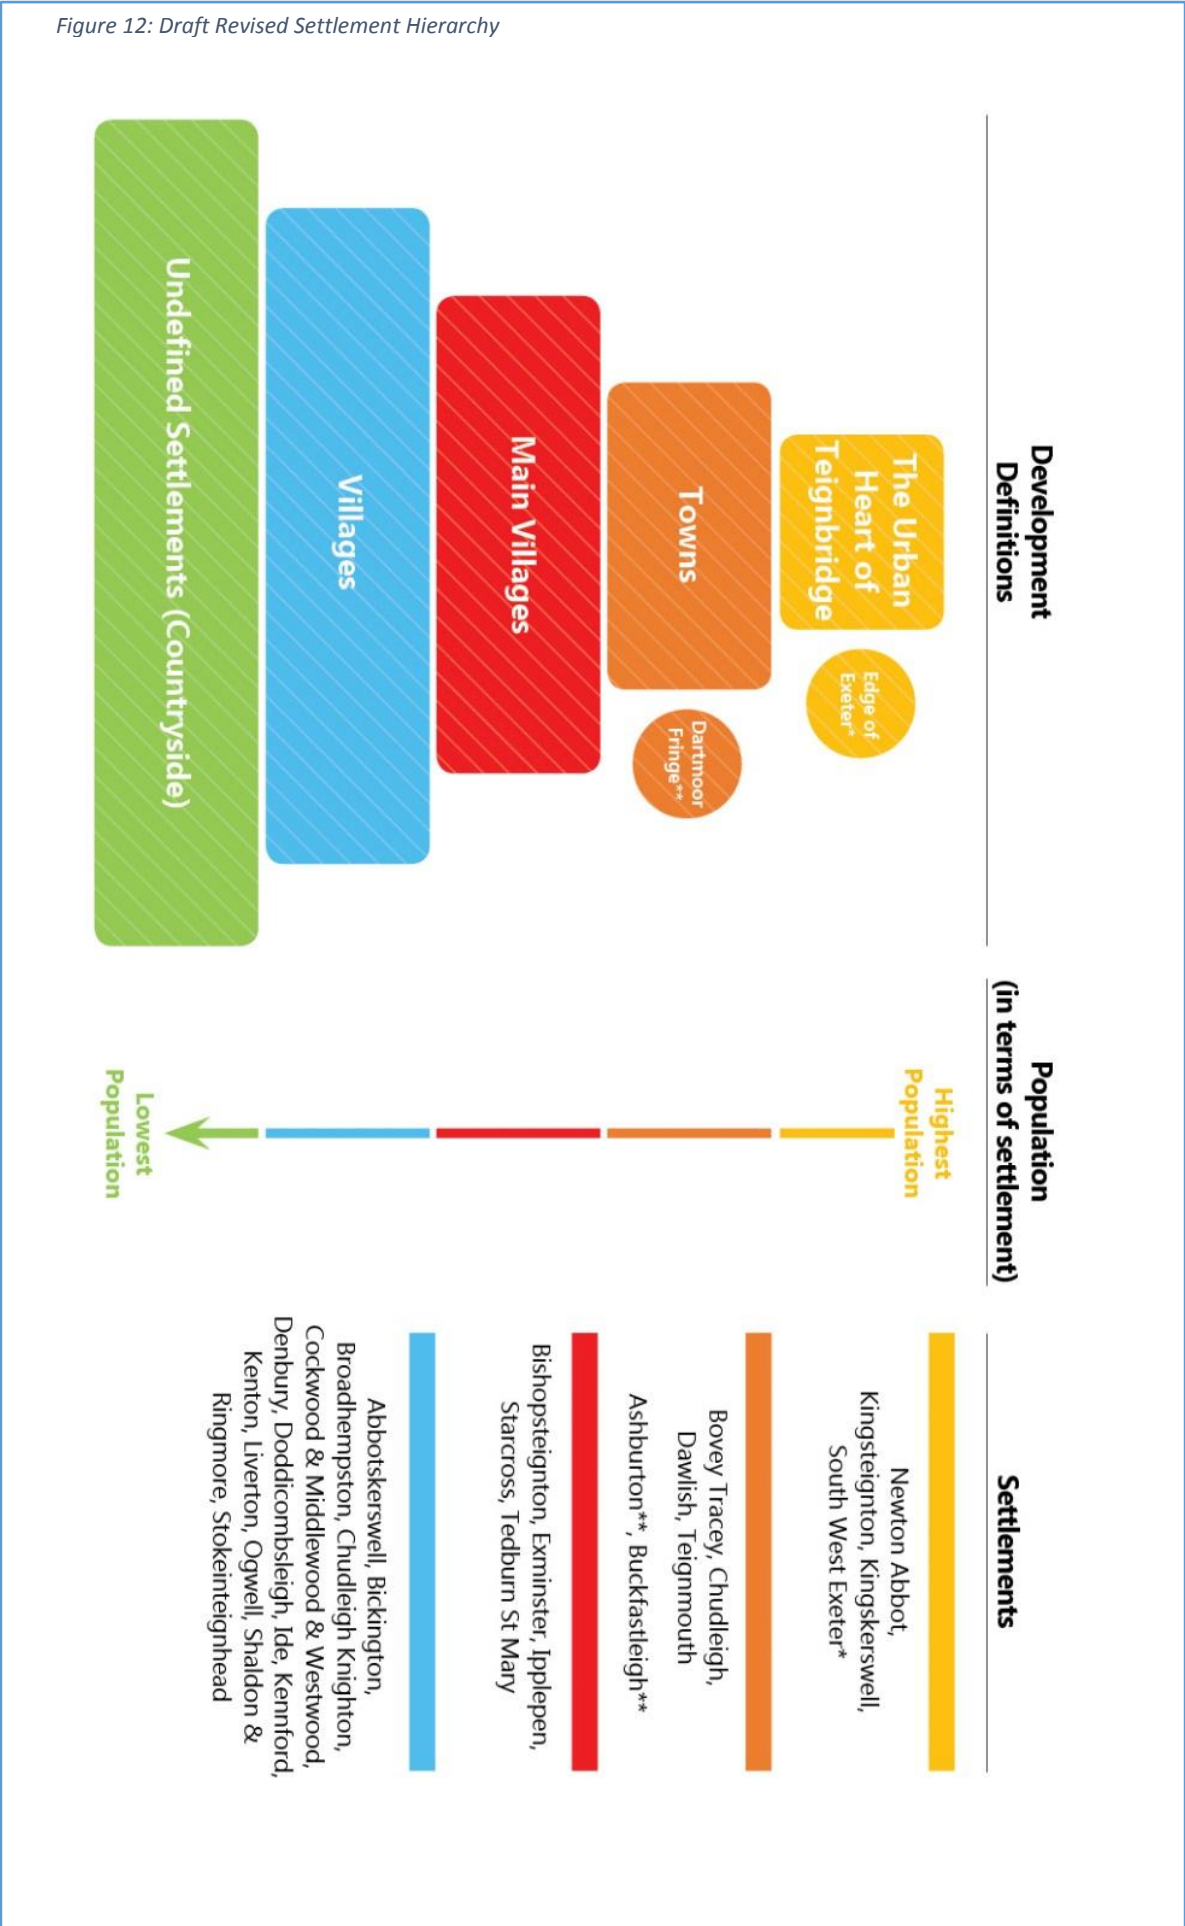 Figure 12: Draft Revised Settlement Hierarchy
Development
Definitions
The Urban
Heart of
Teignbridge
Edge of
Exeter*
Towns
Dartmoor
Fringe**
Main Villages
Villages
Undefined Settlements (Countryside)
Population
(in terms of settlement)
Highest
Population
Lowest
Population
Settlements
Newton Abbot,
Kingsteignton, Kingskerswell,
South West Exeter*
Bovey Tracey, Chudleigh,
Dawlish, Teignmouth
Ashburton**, Buckfastleigh**
Bishopsteignton, Exminster, Ipplepen,
Starcross, Tedburn St Mary
Abbotskerswell, Bickington,
Broadhempston, Chudleigh Knighton,
Cockwood & Middlewood & Westwood,
Denbury, Doddicombsleigh, Ide, Kennford,
Kenton, Liverton, Ogwell, Shaldon &
Ringmore, Stokeinteignhead